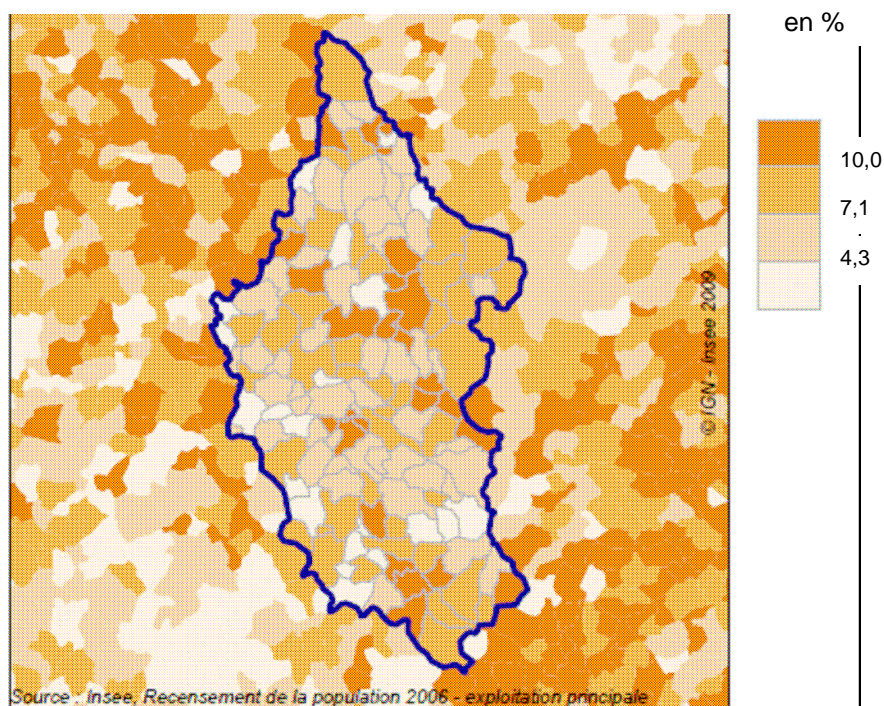 en %
10,0
7,1
4,3
© IGN - Insee 2009
Source : Insee, Recensement de la population 2006 - exploitation principale